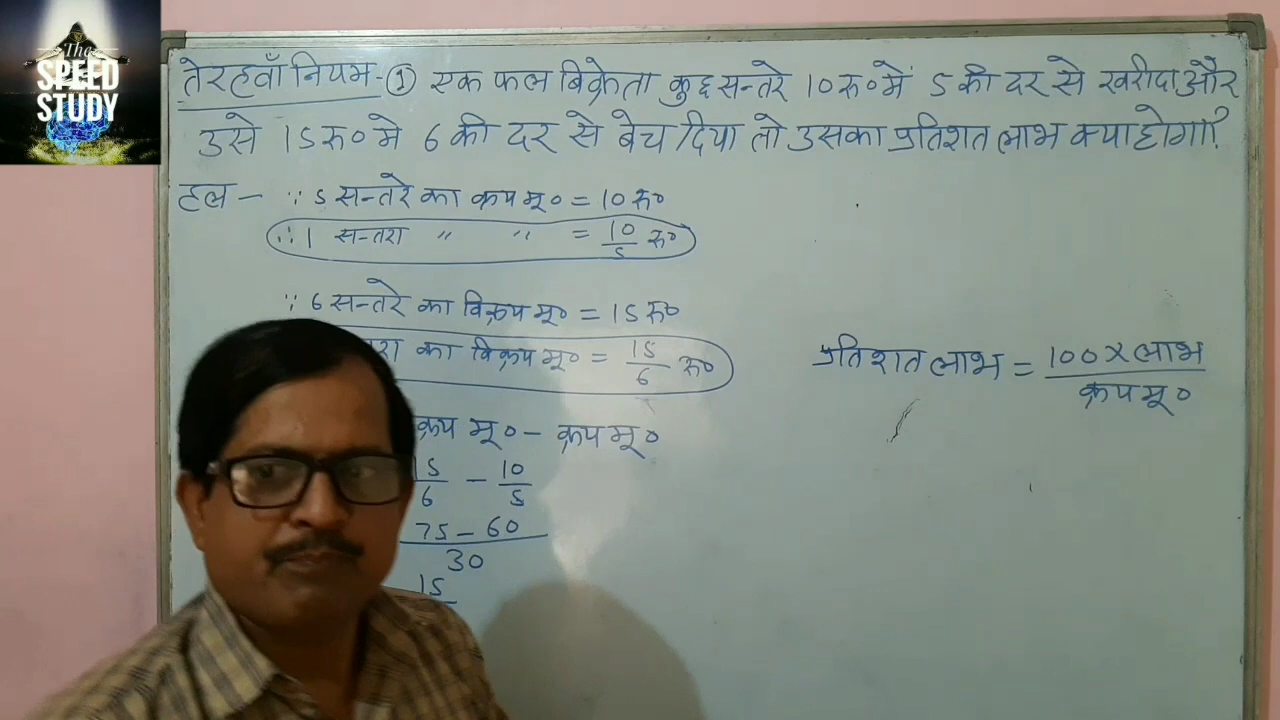 The
SPEED
STUDY
तेरहवाँ नियम- ① एक फल विक्रेता कुछ सन्तरे 10 रू० में 5 की दर से खरीदा और
उसे 15 रू० मे 6 की दर से बेच दिया तो उसका प्रतिशत लाभ क्या होगा?
हल - ∵ 5 सन्तरे का क्रय मू० = 10 रू०
∴ 1 सन्तरा " " = 10/5 रू०
∵ 6 सन्तरे का विक्रय मू० = 15 रू०
का विक्रय मू० = 15/6 रू०
प्रतिशत लाभ = 100 × लाभ / क्रय मू०
मू० - क्रय मू०
15/6 - 10/5
75 - 60 / 30
15